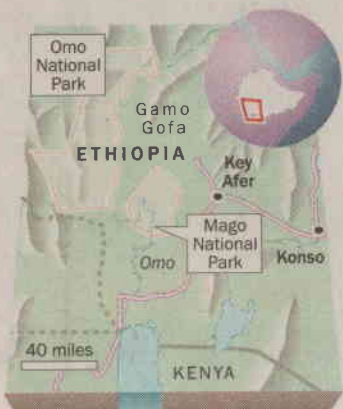 Omo
National
Park
Gamo
Gofa
ETHIOPIA
Key
Afer
Mago
National
Park
Omo
Konso
40 miles
KENYA